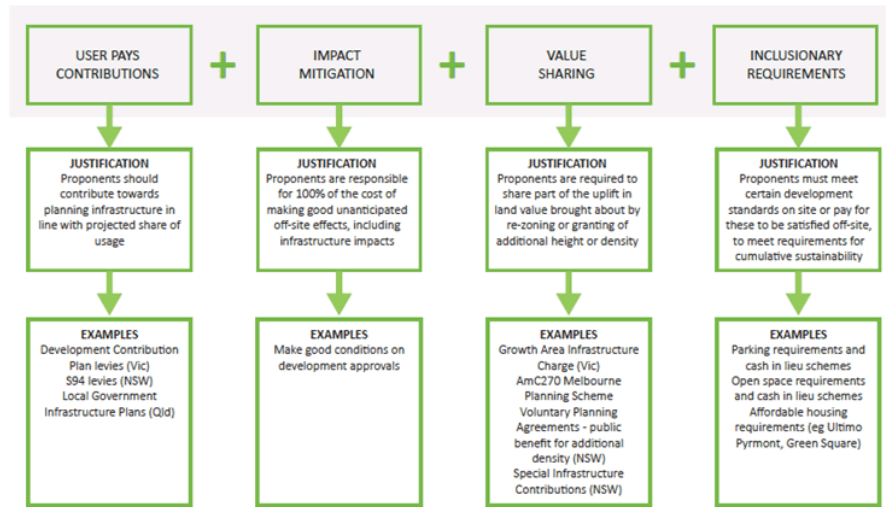 USER PAYS
CONTRIBUTIONS
+
IMPACT
MITIGATION
+
VALUE
SHARING
+
INCLUSIONARY
REQUIREMENTS
JUSTIFICATION
Proponents should
contribute towards
planning infrastructure in
line with projected share of
usage
JUSTIFICATION
Proponents are responsible
for 100% of the cost of
making good unanticipated
off-site effects, including
infrastructure impacts
JUSTIFICATION
Proponents are required to
share part of the uplift in
land value brought about by
re-zoning or granting of
additional height or density
JUSTIFICATION
Proponents must meet
certain development
standards on site or pay for
these to be satisfied off-site,
to meet requirements for
cumulative sustainability
EXAMPLES
Development Contribution
Plan levies (Vic)
S94 levies (NSW)
Local Government
Infrastructure Plans (Qld)
EXAMPLES
Make good conditions on
development approvals
EXAMPLES
Growth Area Infrastructure
Charge (Vic)
AmC270 Melbourne
Planning Scheme
Voluntary Planning
Agreements - public
benefit for additional
density (NSW)
Special Infrastructure
Contributions (NSW)
EXAMPLES
Parking requirements and
cash in lieu schemes
Open space requirements
and cash in lieu schemes
Affordable housing
requirements (eg Ultimo
Pyrmont, Green Square)